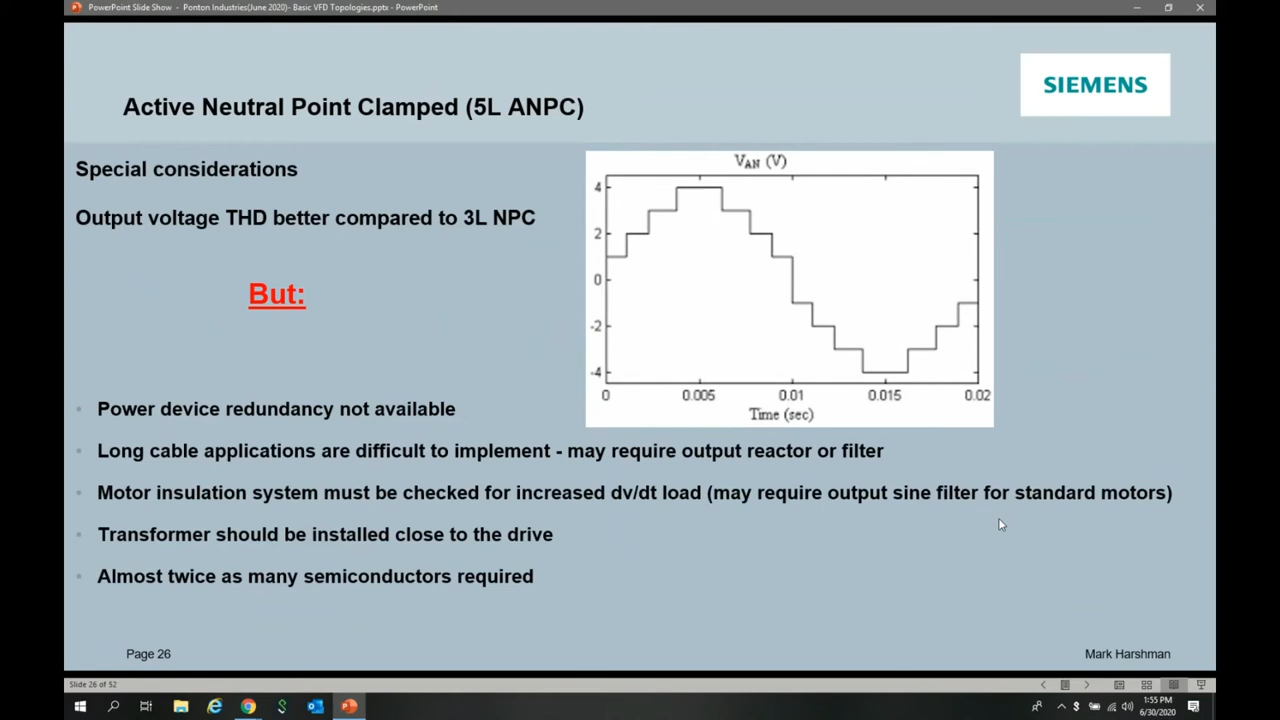 PowerPoint Slide Show - Ponton Industries(June 2020)- Basic VFD Topologies.pptx - PowerPoint
SIEMENS
Active Neutral Point Clamped (5L ANPC)
Special considerations
Output voltage THD better compared to 3L NPC
But:
VAN (V)
4
2
0
-2
-4
0 0.005 0.01 0.015 0.02
Time (sec)
Power device redundancy not available
Long cable applications are difficult to implement - may require output reactor or filter
Motor insulation system must be checked for increased dv/dt load (may require output sine filter for standard motors)
Transformer should be installed close to the drive
Almost twice as many semiconductors required
Page 26
Mark Harshman
Slide 26 of 52
1:55 PM
6/30/2020